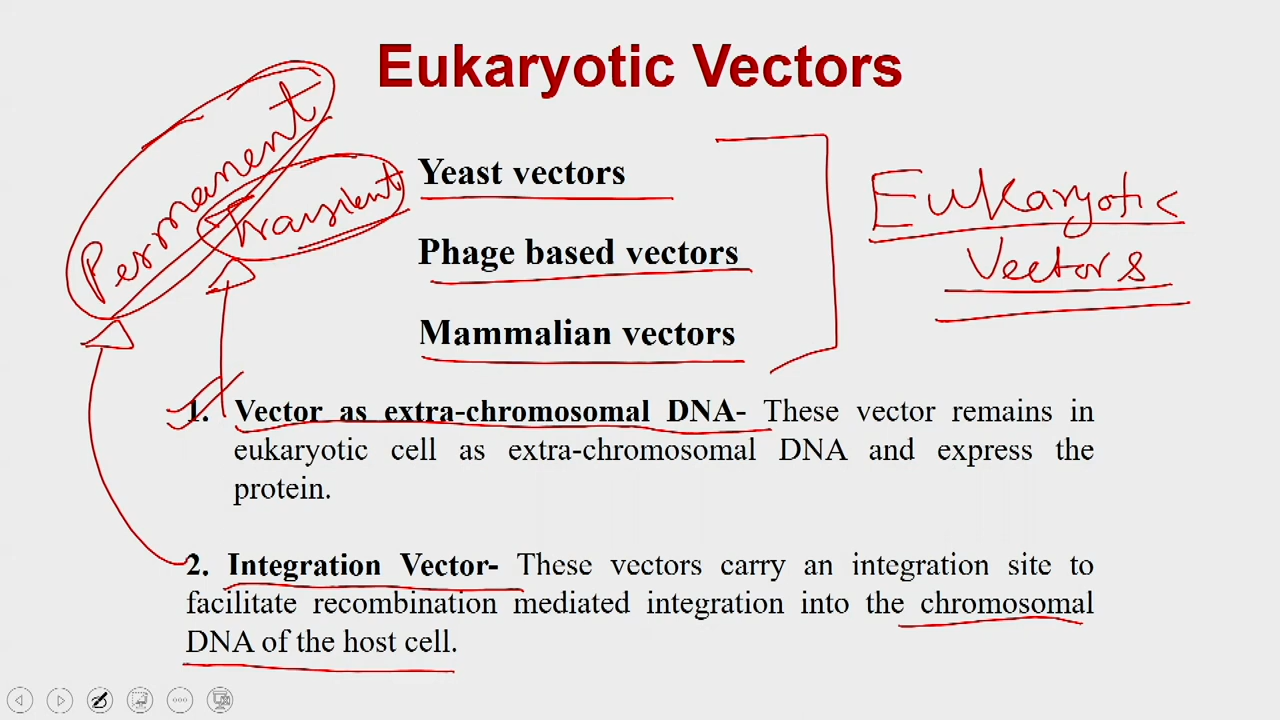 Eukaryotic Vectors
Permanent
Transient
Yeast vectors
Phage based vectors
Mammalian vectors
Eukaryotic
Vectors
1. Vector as extra-chromosomal DNA- These vector remains in
eukaryotic cell as extra-chromosomal DNA and express the
protein.
2. Integration Vector- These vectors carry an integration site to
facilitate recombination mediated integration into the chromosomal
DNA of the host cell.